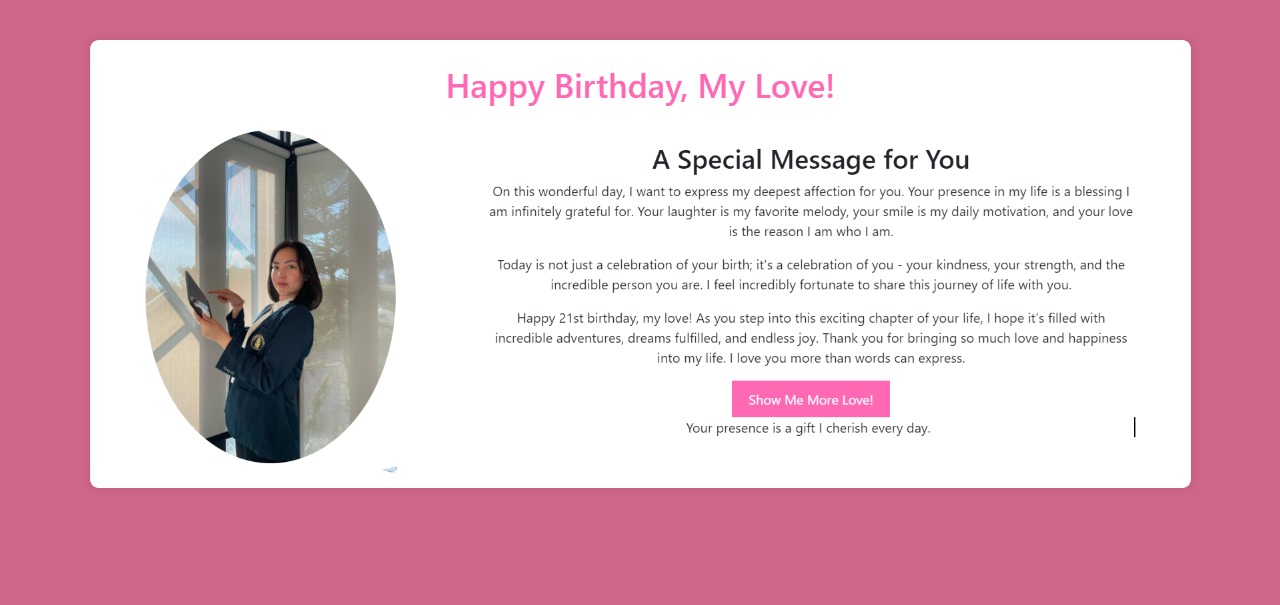 Happy Birthday, My Love!
A Special Message for You
On this wonderful day, I want to express my deepest affection for you. Your presence in my life is a blessing I
am infinitely grateful for. Your laughter is my favorite melody, your smile is my daily motivation, and your love
is the reason I am who I am.
Today is not just a celebration of your birth; it's a celebration of you - your kindness, your strength, and the
incredible person you are. I feel incredibly fortunate to share this journey of life with you.
Happy 21st birthday, my love! As you step into this exciting chapter of your life, I hope it's filled with
incredible adventures, dreams fulfilled, and endless joy. Thank you for bringing so much love and happiness
into my life. I love you more than words can express.
Show Me More Love!
Your presence is a gift I cherish every day.